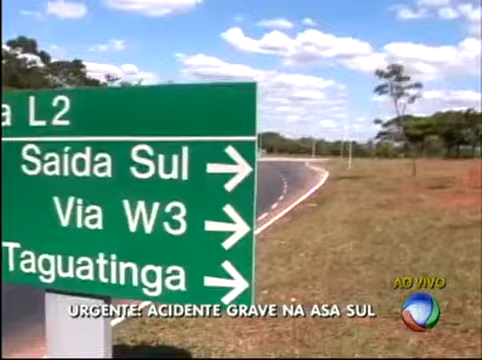 a L2
Saída Sul
Via W3
Taguatinga
AO VIVO
URGENTE: ACIDENTE GRAVE NA ASA SUL